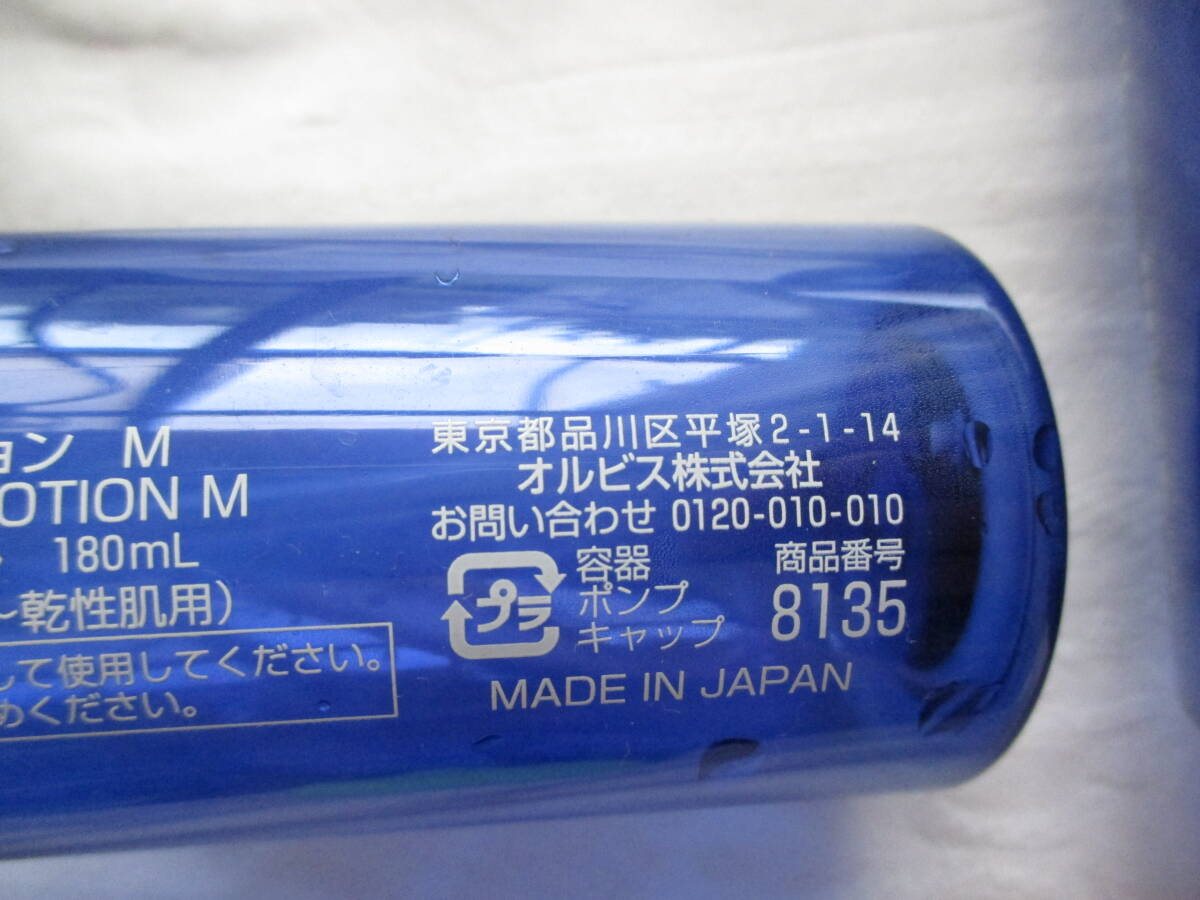 ョン M
OTION M
180mL
～乾性肌用）
して使用してください。
めください。
東京都品川区平塚2-1-14
オルビス株式会社
お問い合わせ 0120-010-010
プラ
容器
ポンプ
キャップ
商品番号
8135
MADE IN JAPAN